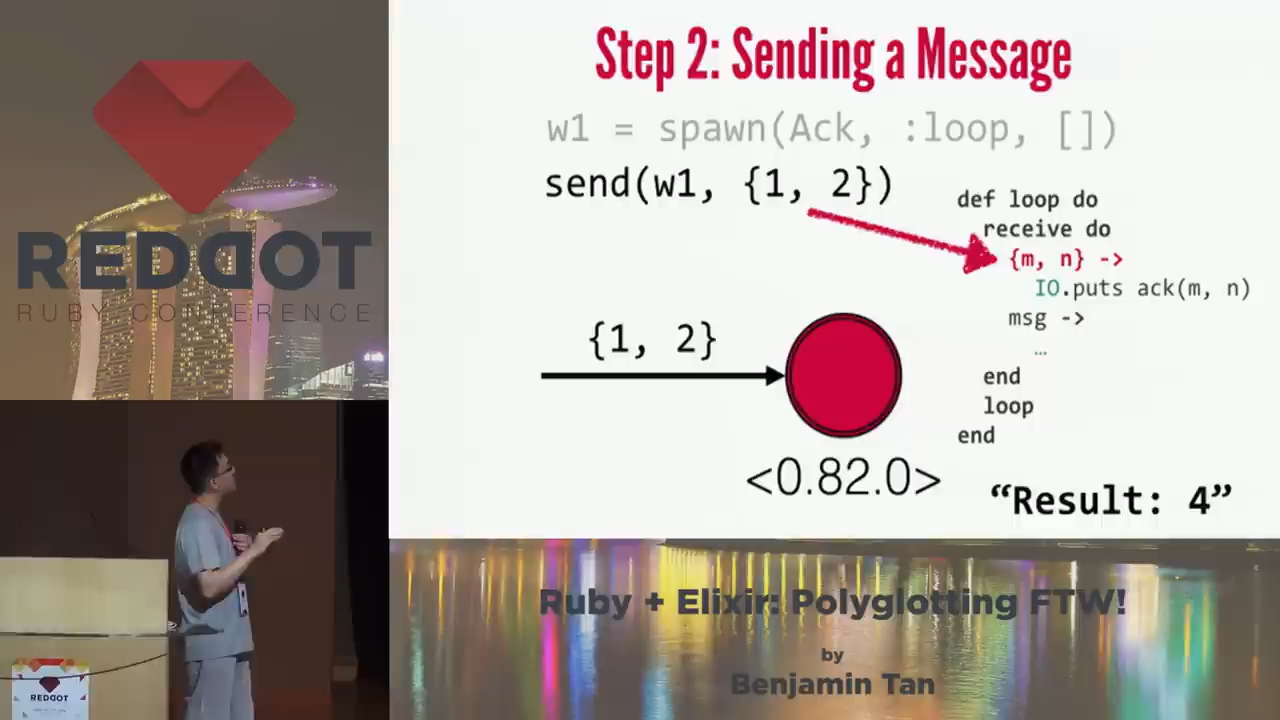 REDDOT
RUBY CONFERENCE
Step 2: Sending a Message
w1 = spawn(Ack, :loop, [])
send(w1, {1, 2})
def loop do
receive do
{m, n} ->
IO.puts ack(m, n)
msg ->
…
end
loop
end
{1, 2}
<0.82.0>
“Result: 4”
Ruby + Elixir: Polyglotting FTW!
by
Benjamin Tan
REDDOT